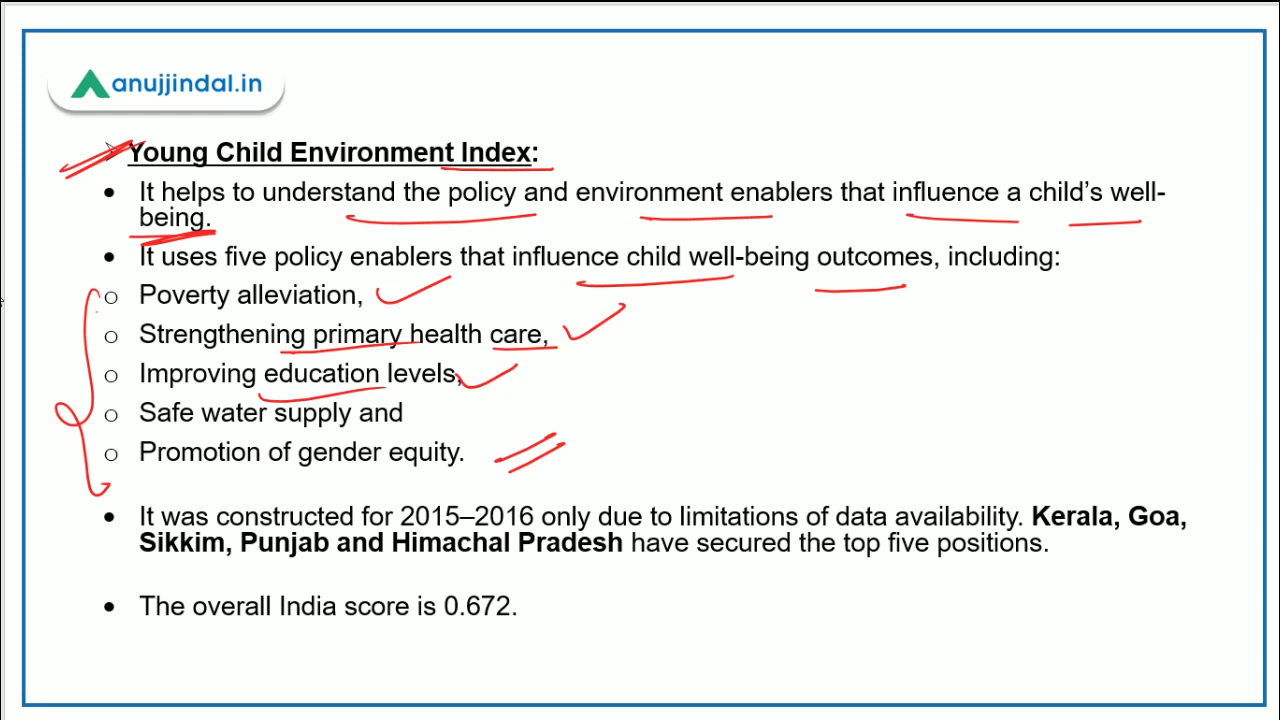 anujjindal.in
Young Child Environment Index:
• It helps to understand the policy and environment enablers that influence a child’s well-
being.
• It uses five policy enablers that influence child well-being outcomes, including:
o Poverty alleviation,
o Strengthening primary health care,
o Improving education levels,
o Safe water supply and
o Promotion of gender equity.
• It was constructed for 2015–2016 only due to limitations of data availability. Kerala, Goa,
Sikkim, Punjab and Himachal Pradesh have secured the top five positions.
• The overall India score is 0.672.